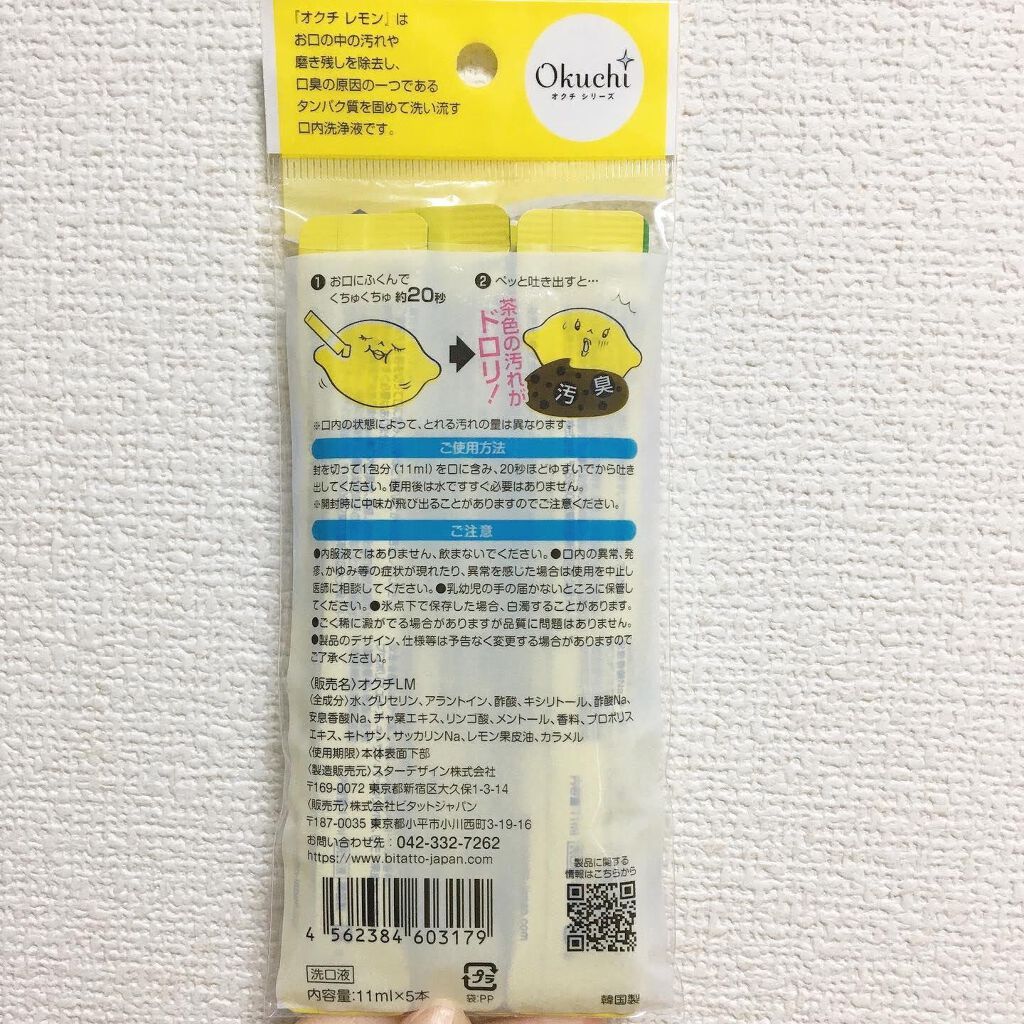 『オクチ レモン』は
お口の中の汚れや
磨き残しを除去し、
口臭の原因の一つである
タンパク質を固めて洗い流す
口内洗浄液です。
Okuchi
オクチ シリーズ
❶ お口にふくんで
くちゅくちゅ 約20秒
❷ ペッと吐き出すと…
茶色の汚れが
ドロリ!
汚 臭
※口内の状態によって、とれる汚れの量は異なります。
ご使用方法
封を切って1包分(11ml)を口に含み、20秒ほどゆすいでから吐き
出してください。使用後は水ですすぐ必要はありません。
※開封時に中味が飛び出ることがありますのでご注意ください。
ご注意
●内服液ではありません、飲まないでください。●口内の異常、発
疹、かゆみ等の症状が現れたり、異常を感じた場合は使用を中止し
医師に相談してください。●乳幼児の手の届かないところに保管し
てください。●氷点下で保存した場合、白濁することがあります。
●ごく稀に澱がでる場合がありますが品質に問題はありません。
●製品のデザイン、仕様等は予告なく変更する場合がありますので
ご了承ください。
〈販売名〉オクチLM
〈全成分〉水、グリセリン、アラントイン、酢酸、キシリトール、酢酸Na、
安息香酸Na、チャ葉エキス、リンゴ酸、メントール、香料、プロポリス
エキス、キトサン、サッカリンNa、レモン果皮油、カラメル
〈使用期限〉本体表面下部
〈製造販売元〉スターデザイン株式会社
〒169-0072 東京都新宿区大久保1-3-14
〈販売元〉株式会社ビタットジャパン
〒187-0035 東京都小平市小川西町3-19-16
お問い合わせ先：042-332-7262
https://www.bitatto-japan.com
製品に関する
情報はこちらから
4 562384 603179
洗口液
内容量:11ml×5本
プラ
袋:PP
韓国製